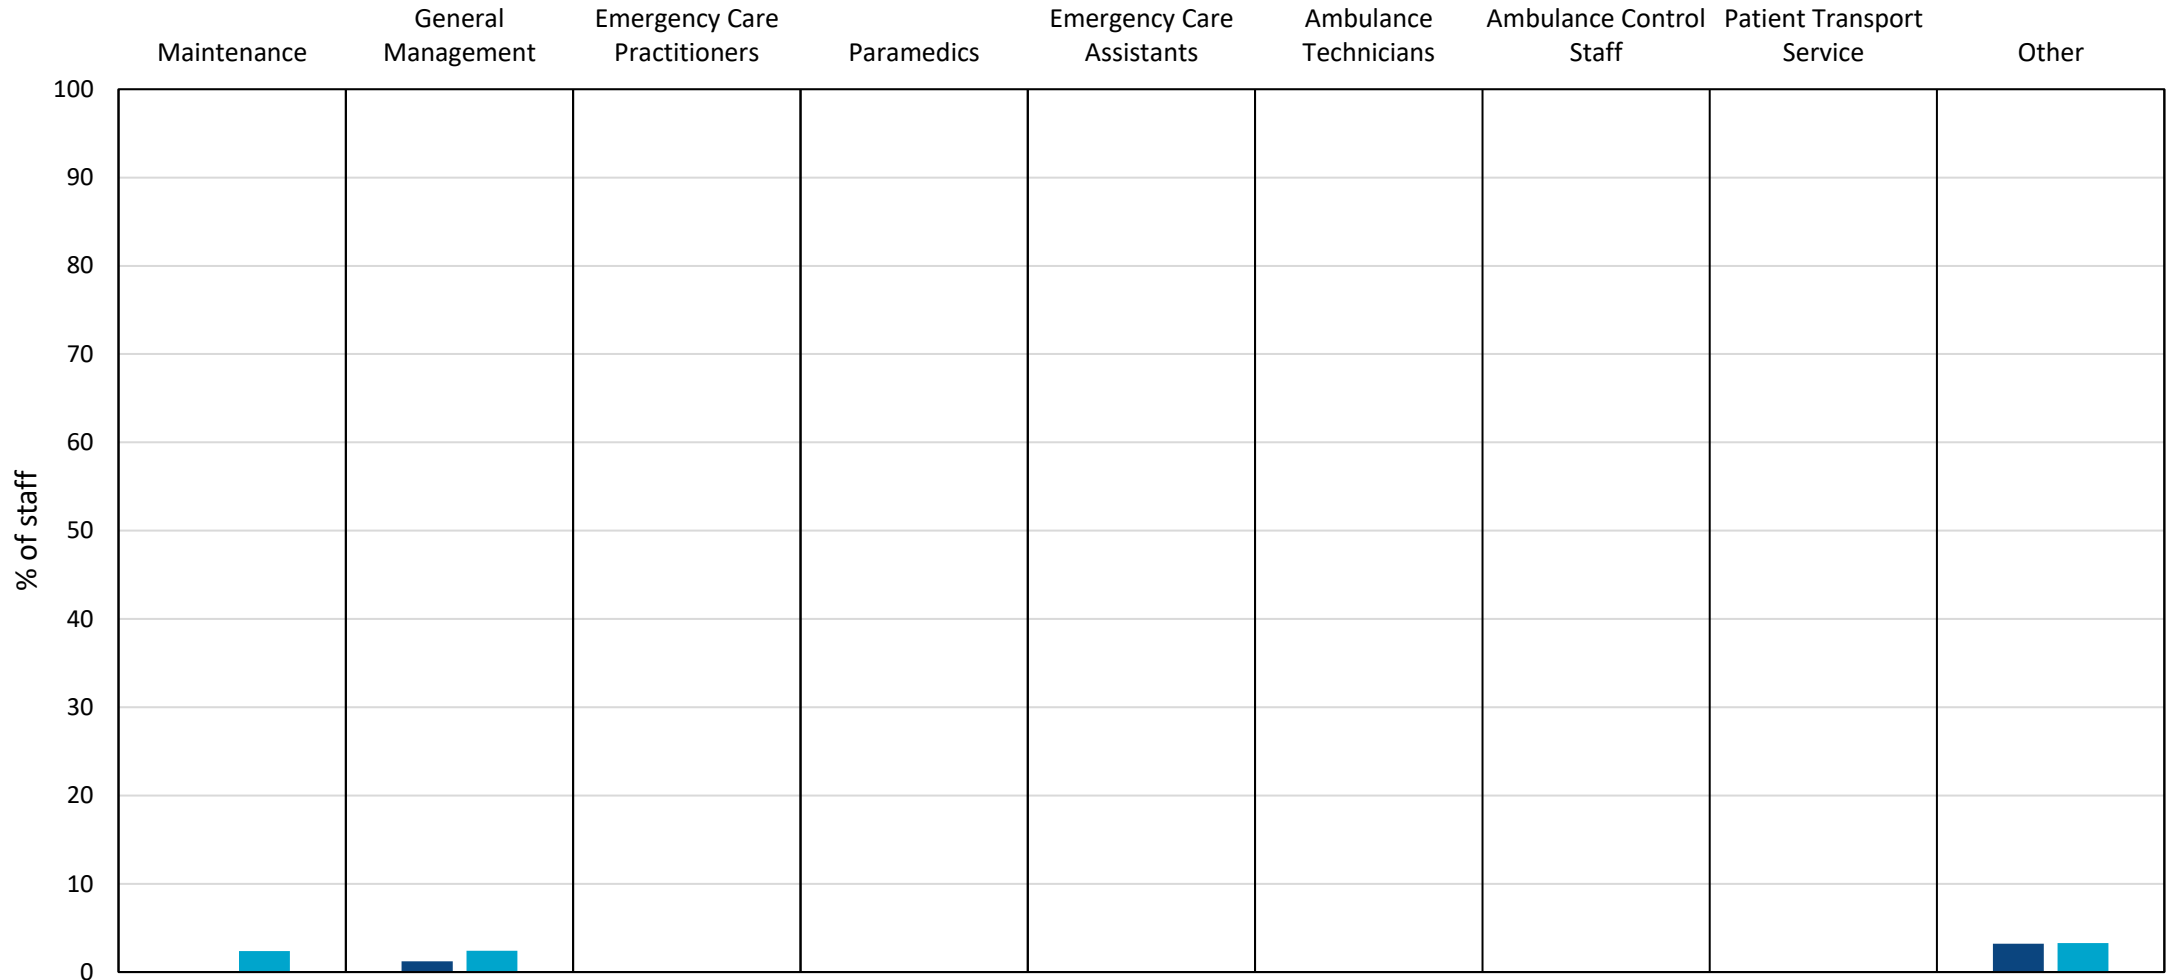 Maintenance
General
Management
Emergency Care
Practitioners
Paramedics
Emergency Care
Assistants
Ambulance
Technicians
Ambulance Control
Staff
Patient Transport
Service
Other
100
90
80
70
60
50
40
30
20
10
0
% of staff